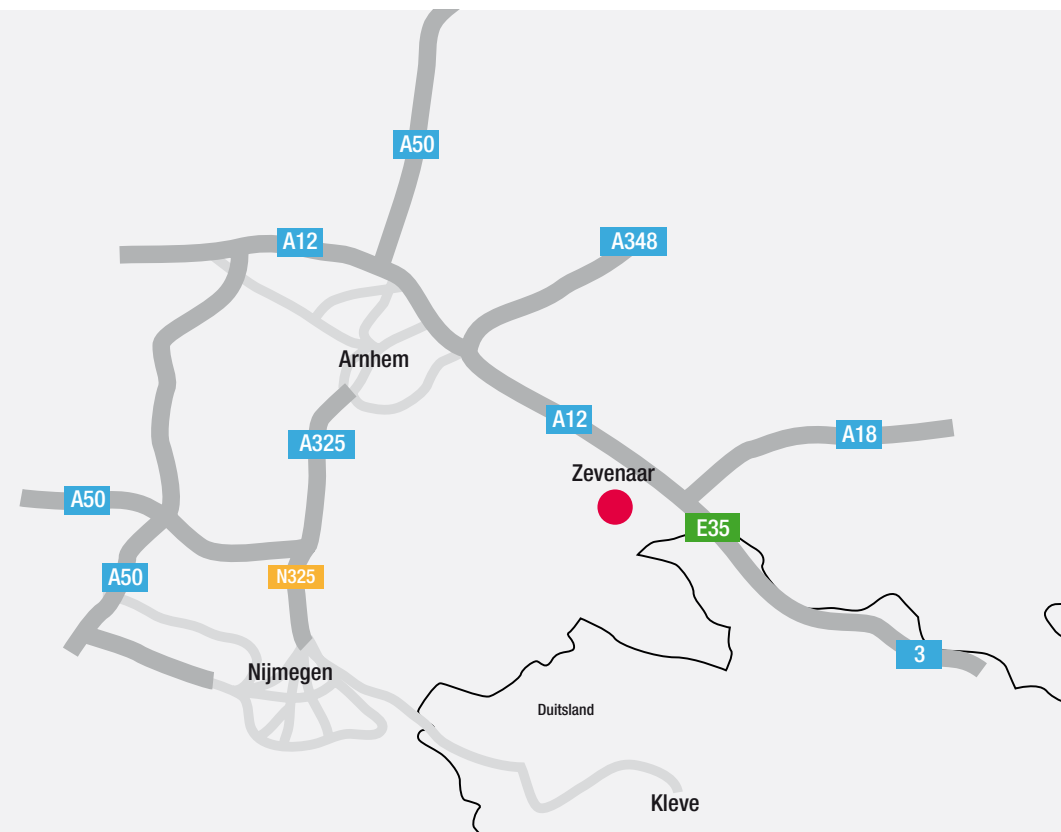 A50
A12
A348
Arnhem
A12
A325
A18
Zevenaar
A50
E35
A50
N325
3
Nijmegen
Duitsland
Kleve